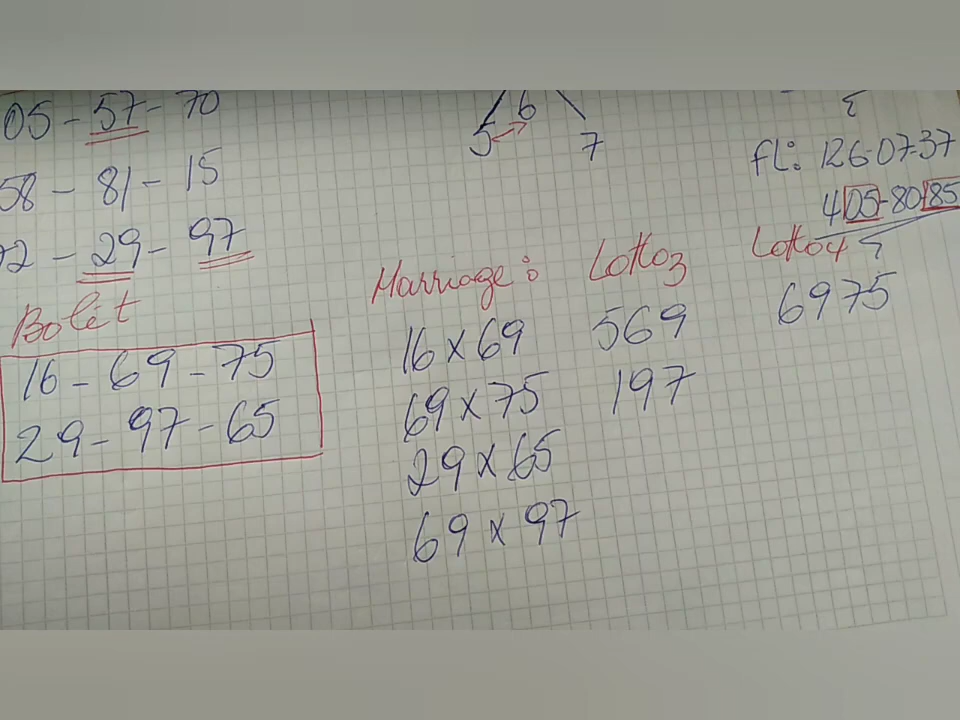 05 - 57 - 70
58 - 81 - 15
72 - 29 - 97
Bolèt
16 - 69 - 75
29 - 97 - 65
6
5 7
Marriage:
16 x 69
69 x 75
29 x 65
69 x 97
Lotto3
569
197
fl: 126-07-37
405-80-85
Lotto4
6975